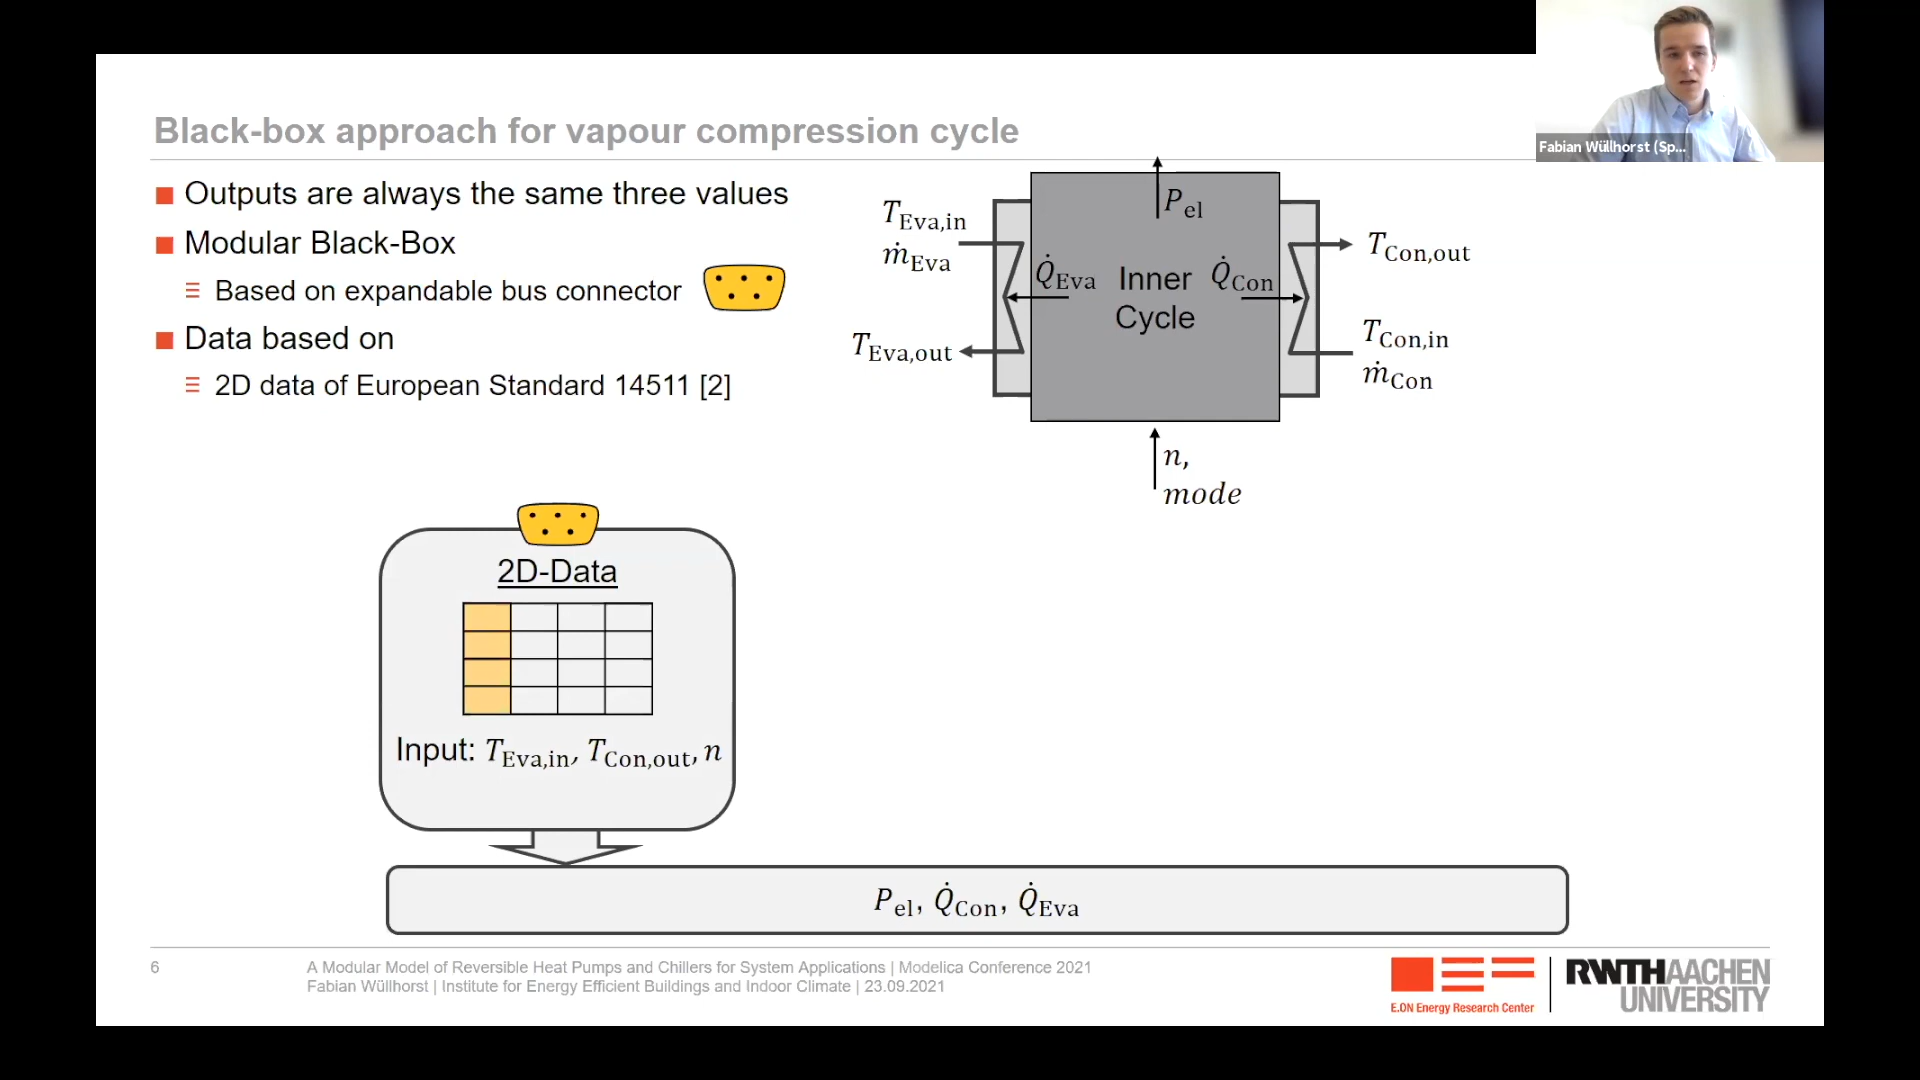 Fabian Wüllhorst (Sp...
Black-box approach for vapour compression cycle
Outputs are always the same three values
Modular Black-Box
Based on expandable bus connector
Data based on
2D data of European Standard 14511 [2]
P_el
T_Eva,in
ṁ_Eva
T_Eva,out
Q̇_Eva
Inner
Cycle
Q̇_Con
T_Con,out
T_Con,in
ṁ_Con
n,
mode
2D-Data
Input: T_Eva,in, T_Con,out, n
P_el, Q̇_Con, Q̇_Eva
6
A Modular Model of Reversible Heat Pumps and Chillers for System Applications | Modelica Conference 2021
Fabian Wüllhorst | Institute for Energy Efficient Buildings and Indoor Climate | 23.09.2021
E.ON Energy Research Center
RWTHAACHEN
UNIVERSITY